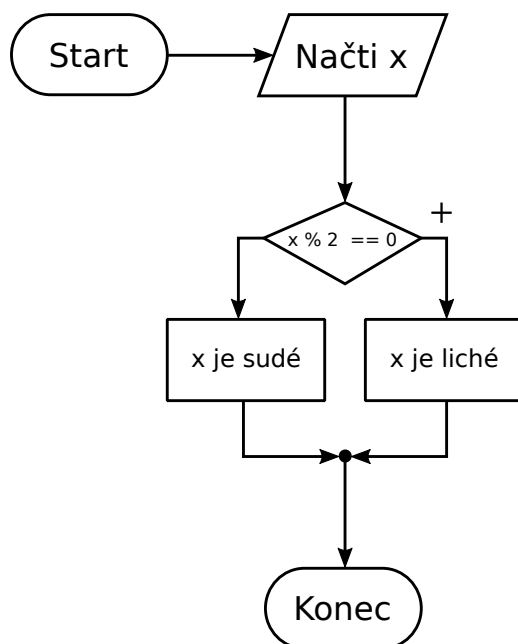 Start
Načti x
+
x % 2 == 0
x je sudé
x je liché
Konec